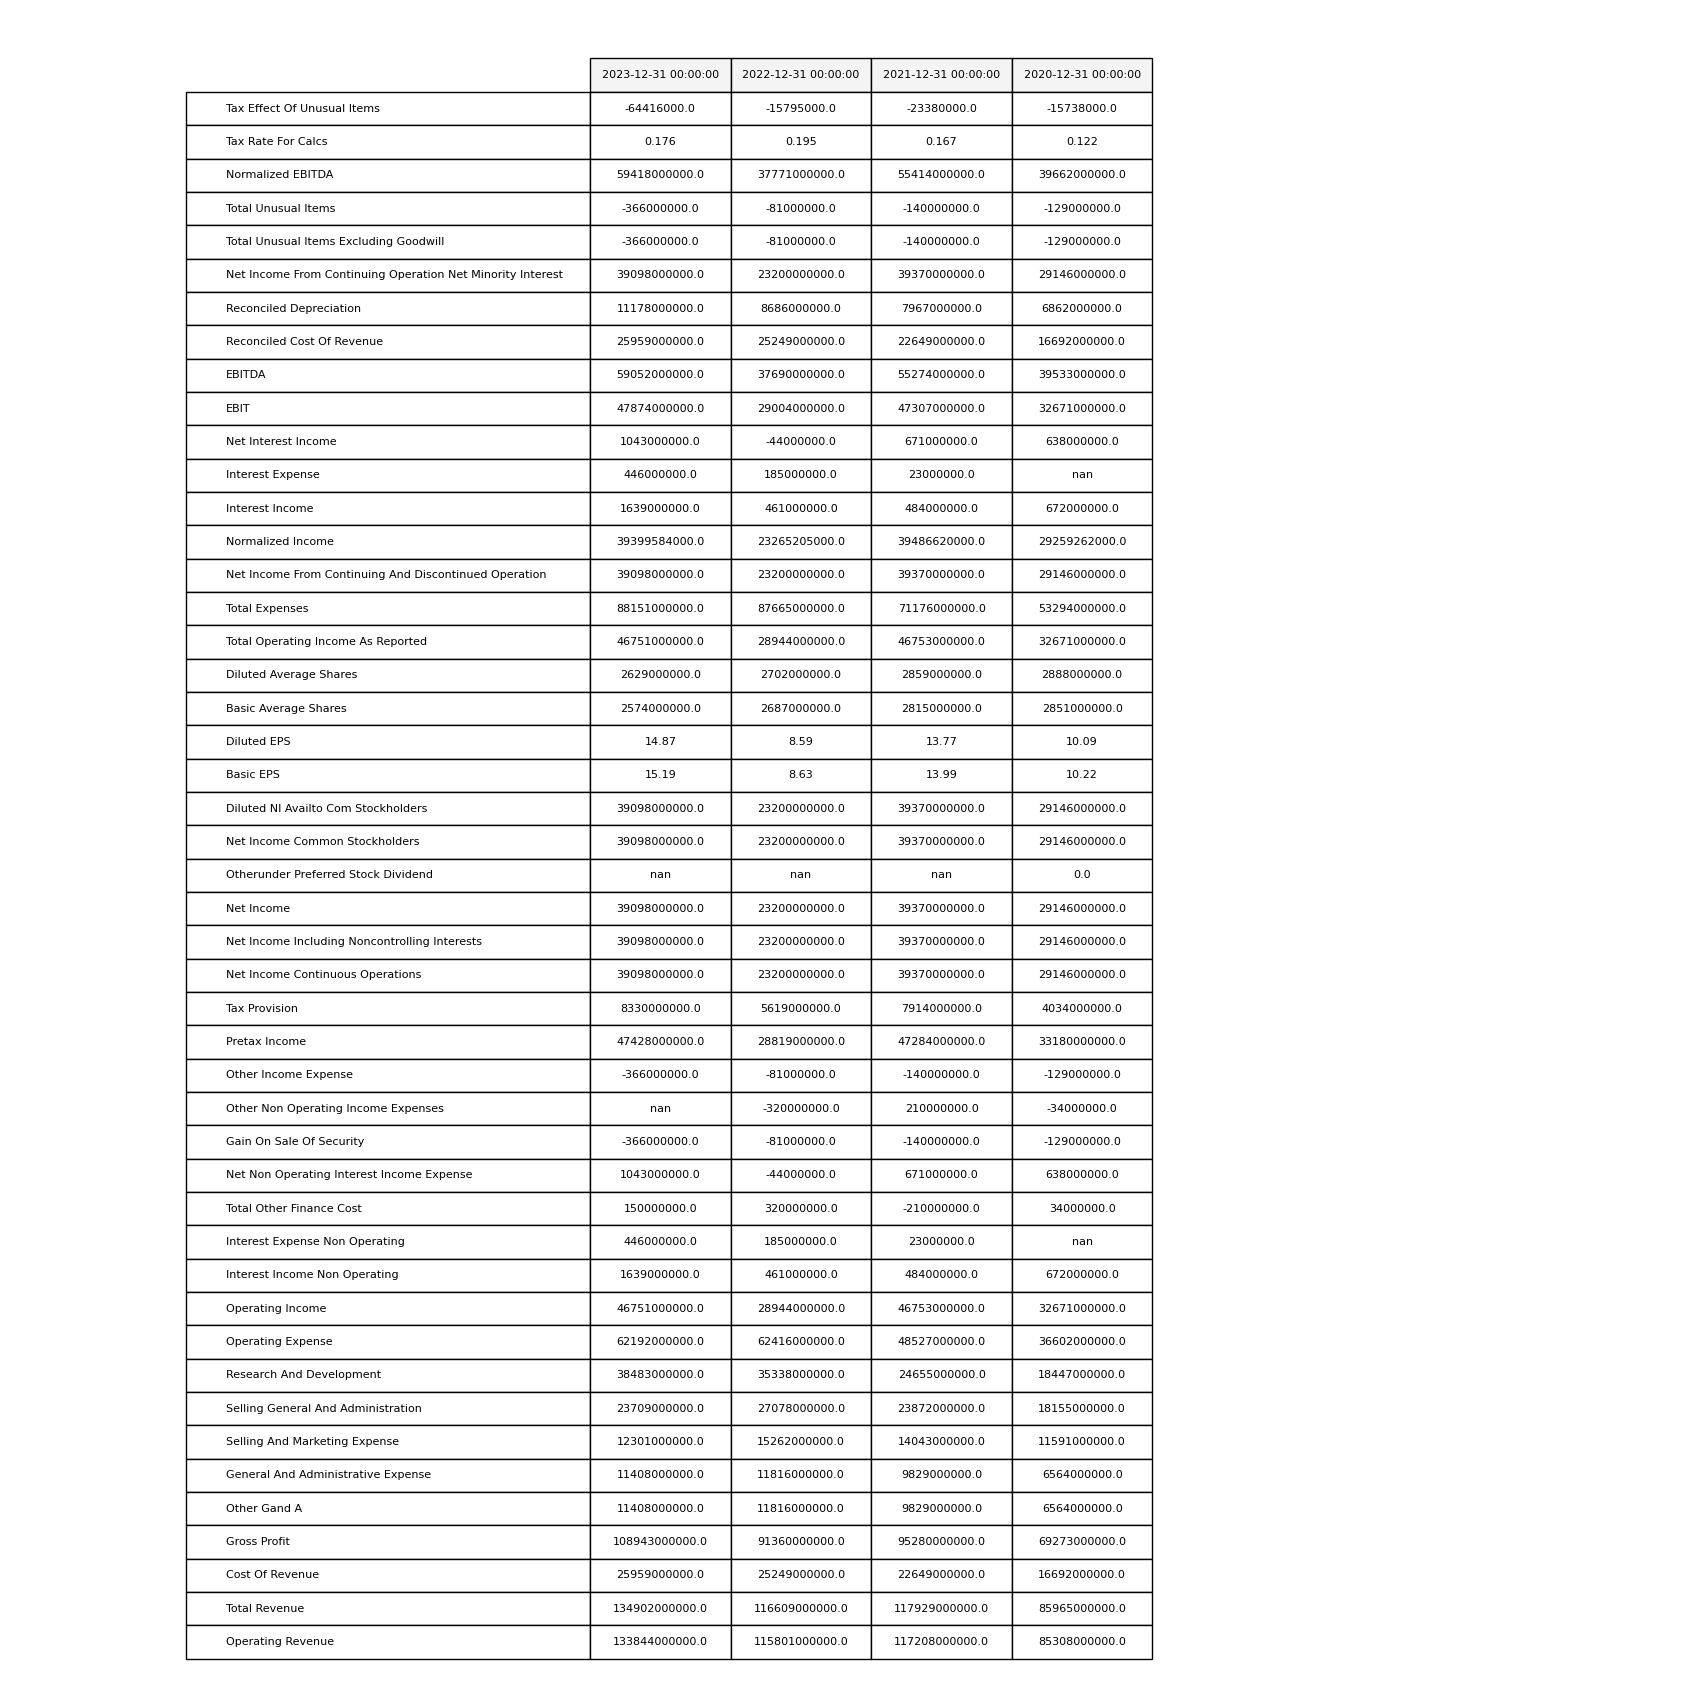 2023-12-31 00:00:00 2022-12-31 00:00:00 2021-12-31 00:00:00 2020-12-31 00:00:00
Tax Effect Of Unusual Items -64416000.0 -15795000.0 -23380000.0 -15738000.0
Tax Rate For Calcs 0.176 0.195 0.167 0.122
Normalized EBITDA 59418000000.0 37771000000.0 55414000000.0 39662000000.0
Total Unusual Items -366000000.0 -81000000.0 -140000000.0 -129000000.0
Total Unusual Items Excluding Goodwill -366000000.0 -81000000.0 -140000000.0 -129000000.0
Net Income From Continuing Operation Net Minority Interest 39098000000.0 23200000000.0 39370000000.0 29146000000.0
Reconciled Depreciation 11178000000.0 8686000000.0 7967000000.0 6862000000.0
Reconciled Cost Of Revenue 25959000000.0 25249000000.0 22649000000.0 16692000000.0
EBITDA 59052000000.0 37690000000.0 55274000000.0 39533000000.0
EBIT 47874000000.0 29004000000.0 47307000000.0 32671000000.0
Net Interest Income 1043000000.0 -44000000.0 671000000.0 638000000.0
Interest Expense 446000000.0 185000000.0 23000000.0 nan
Interest Income 1639000000.0 461000000.0 484000000.0 672000000.0
Normalized Income 39399584000.0 23265205000.0 39486620000.0 29259262000.0
Net Income From Continuing And Discontinued Operation 39098000000.0 23200000000.0 39370000000.0 29146000000.0
Total Expenses 88151000000.0 87665000000.0 71176000000.0 53294000000.0
Total Operating Income As Reported 46751000000.0 28944000000.0 46753000000.0 32671000000.0
Diluted Average Shares 2629000000.0 2702000000.0 2859000000.0 2888000000.0
Basic Average Shares 2574000000.0 2687000000.0 2815000000.0 2851000000.0
Diluted EPS 14.87 8.59 13.77 10.09
Basic EPS 15.19 8.63 13.99 10.22
Diluted NI Availto Com Stockholders 39098000000.0 23200000000.0 39370000000.0 29146000000.0
Net Income Common Stockholders 39098000000.0 23200000000.0 39370000000.0 29146000000.0
Otherunder Preferred Stock Dividend nan nan nan 0.0
Net Income 39098000000.0 23200000000.0 39370000000.0 29146000000.0
Net Income Including Noncontrolling Interests 39098000000.0 23200000000.0 39370000000.0 29146000000.0
Net Income Continuous Operations 39098000000.0 23200000000.0 39370000000.0 29146000000.0
Tax Provision 8330000000.0 5619000000.0 7914000000.0 4034000000.0
Pretax Income 47428000000.0 28819000000.0 47284000000.0 33180000000.0
Other Income Expense -366000000.0 -81000000.0 -140000000.0 -129000000.0
Other Non Operating Income Expenses nan -320000000.0 210000000.0 -34000000.0
Gain On Sale Of Security -366000000.0 -81000000.0 -140000000.0 -129000000.0
Net Non Operating Interest Income Expense 1043000000.0 -44000000.0 671000000.0 638000000.0
Total Other Finance Cost 150000000.0 320000000.0 -210000000.0 34000000.0
Interest Expense Non Operating 446000000.0 185000000.0 23000000.0 nan
Interest Income Non Operating 1639000000.0 461000000.0 484000000.0 672000000.0
Operating Income 46751000000.0 28944000000.0 46753000000.0 32671000000.0
Operating Expense 62192000000.0 62416000000.0 48527000000.0 36602000000.0
Research And Development 38483000000.0 35338000000.0 24655000000.0 18447000000.0
Selling General And Administration 23709000000.0 27078000000.0 23872000000.0 18155000000.0
Selling And Marketing Expense 12301000000.0 15262000000.0 14043000000.0 11591000000.0
General And Administrative Expense 11408000000.0 11816000000.0 9829000000.0 6564000000.0
Other Gand A 11408000000.0 11816000000.0 9829000000.0 6564000000.0
Gross Profit 108943000000.0 91360000000.0 95280000000.0 69273000000.0
Cost Of Revenue 25959000000.0 25249000000.0 22649000000.0 16692000000.0
Total Revenue 134902000000.0 116609000000.0 117929000000.0 85965000000.0
Operating Revenue 133844000000.0 115801000000.0 117208000000.0 85308000000.0